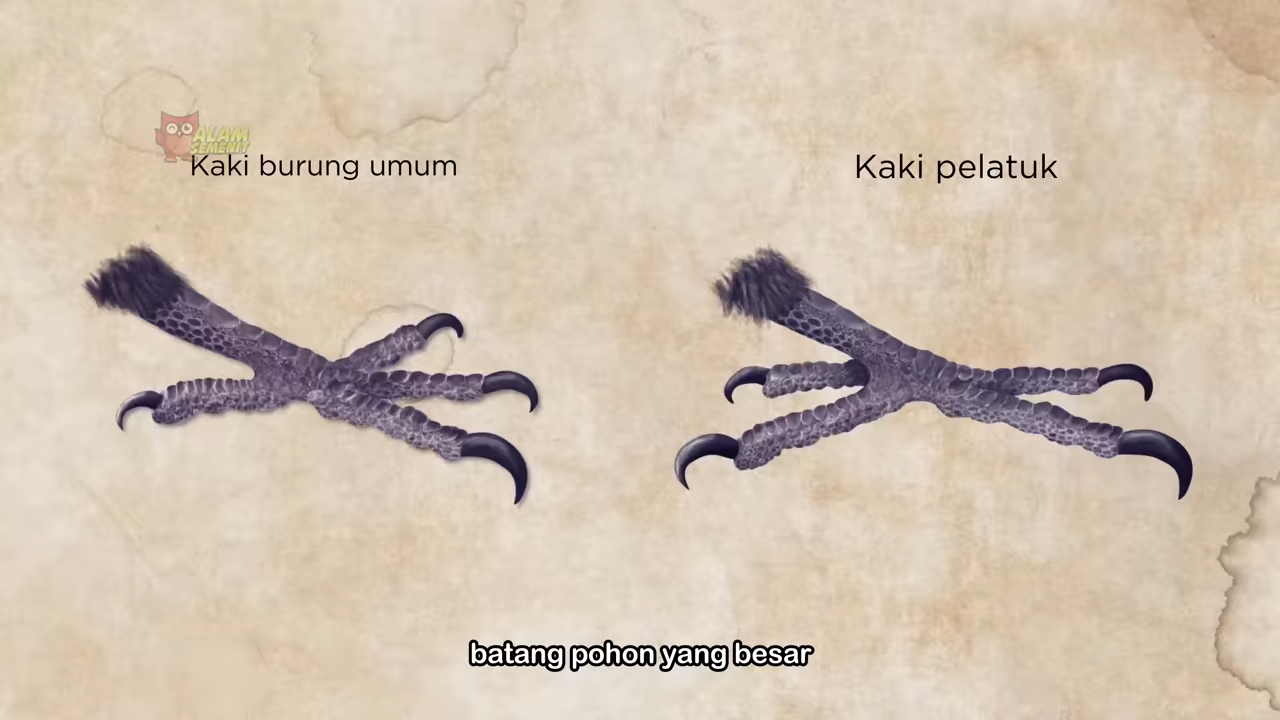 ALAM
SEMENIT
Kaki burung umum
Kaki pelatuk
batang pohon yang besar